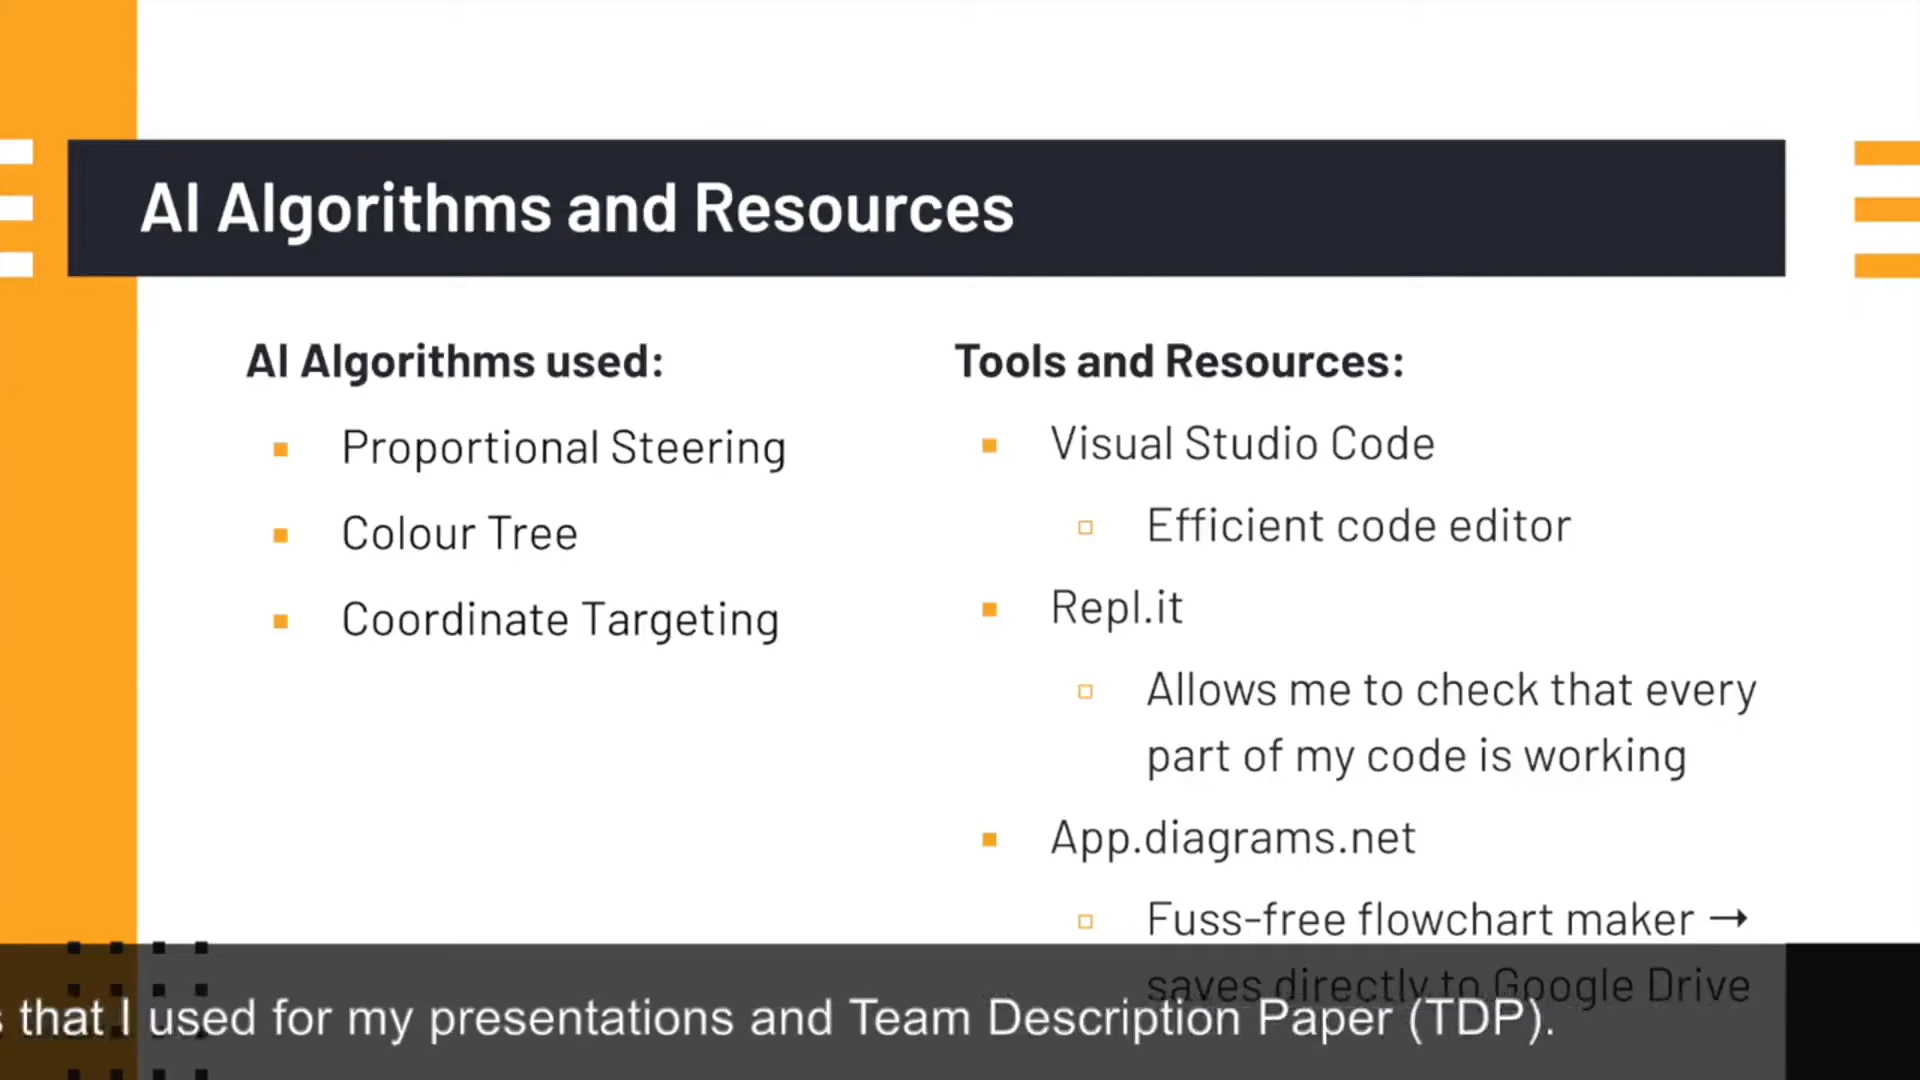 AI Algorithms and Resources
AI Algorithms used:
Proportional Steering
Colour Tree
Coordinate Targeting
Tools and Resources:
Visual Studio Code
Efficient code editor
Repl.it
Allows me to check that every
part of my code is working
App.diagrams.net
Fuss-free flowchart maker →
saves directly to Google Drive
that I used for my presentations and Team Description Paper (TDP).